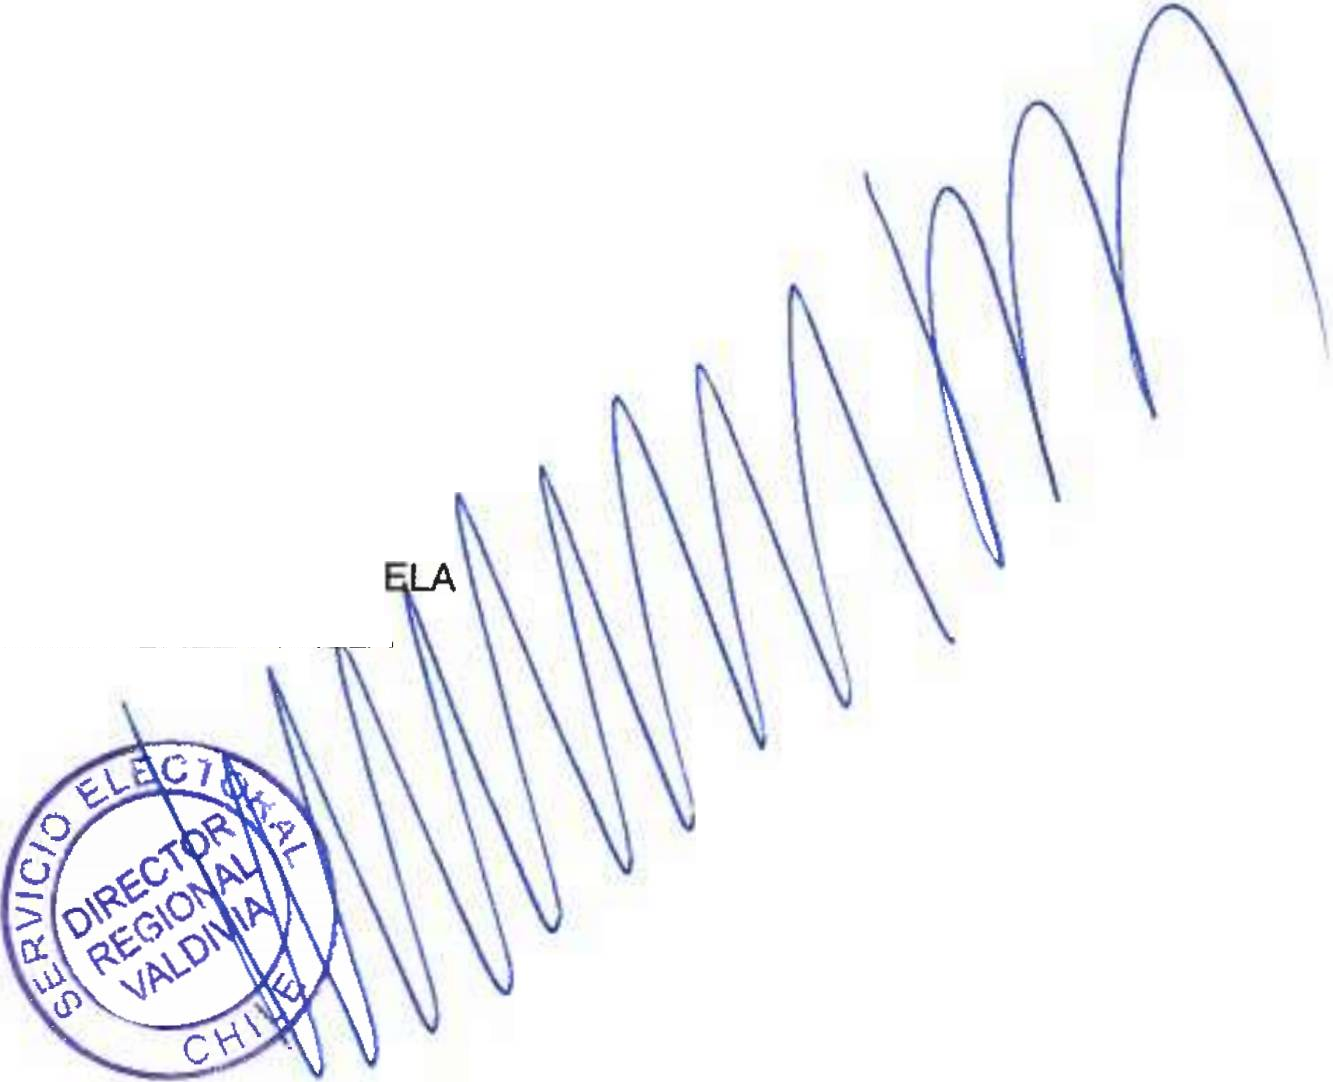 ELA
SERVICIO ELECTORAL
DIRECTOR
REGIONAL
VALDIVIA
CHILE